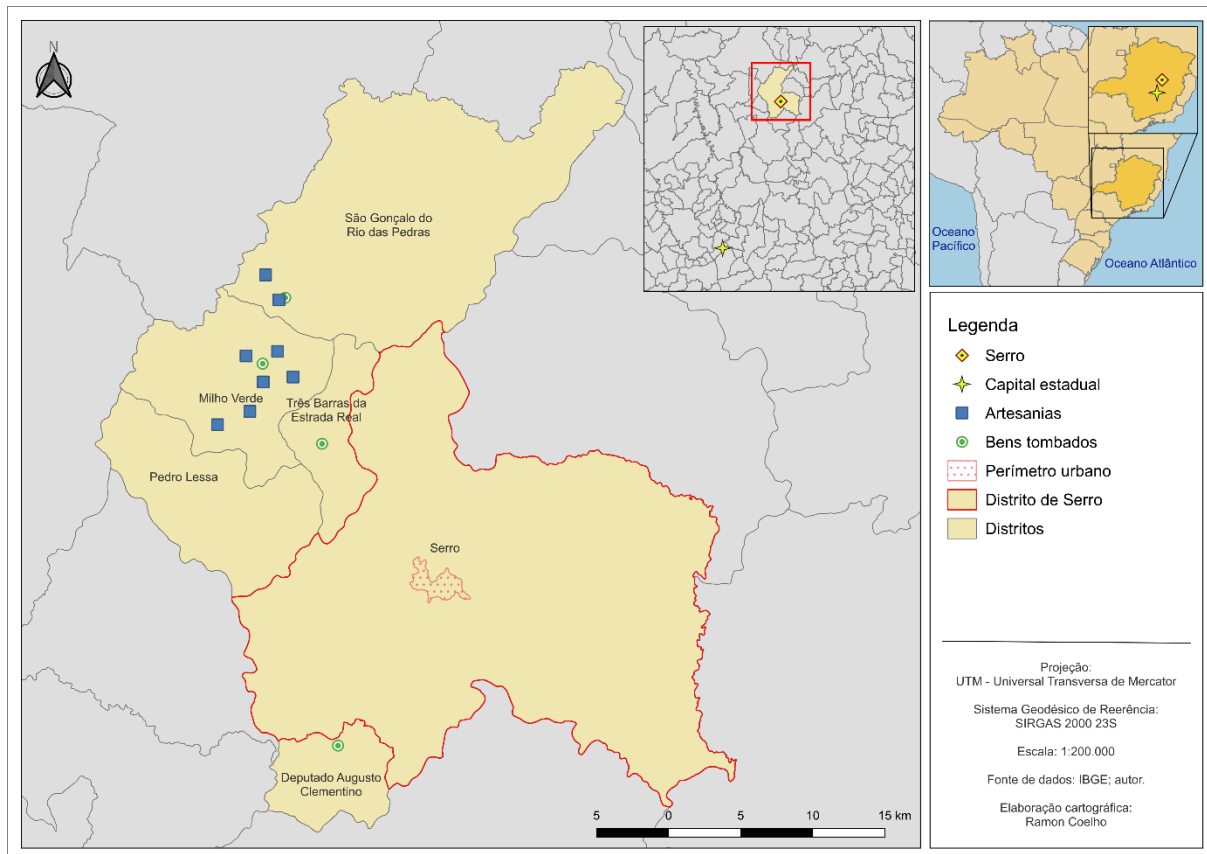 N
São Gonçalo do
Rio das Pedras
Milho Verde
Três Barras da
Estrada Real
Pedro Lessa
Serro
Deputado Augusto
Clementino
5 0 5 10 15 km
Oceano
Pacífico
Oceano Atlântico
Legenda
Serro
Capital estadual
Artesanias
Bens tombados
Perímetro urbano
Distrito de Serro
Distritos
Projeção:
UTM - Universal Transversa de Mercator
Sistema Geodésico de Reerência:
SIRGAS 2000 23S
Escala: 1:200.000
Fonte de dados: IBGE; autor.
Elaboração cartográfica:
Ramon Coelho